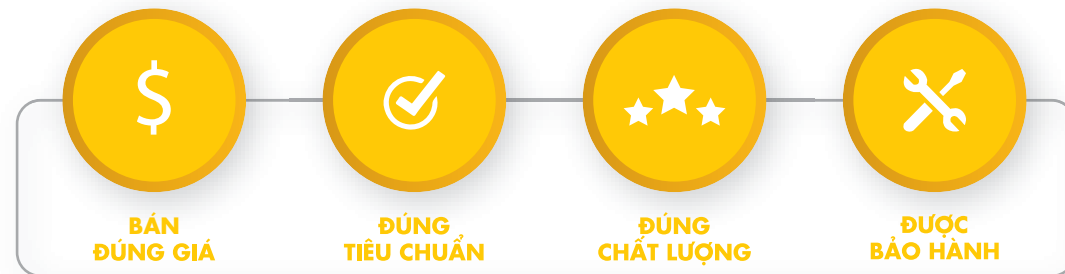 $
BÁN
ĐÚNG GIÁ
ĐÚNG
TIÊU CHUẨN
ĐÚNG
CHẤT LƯỢNG
ĐƯỢC
BẢO HÀNH